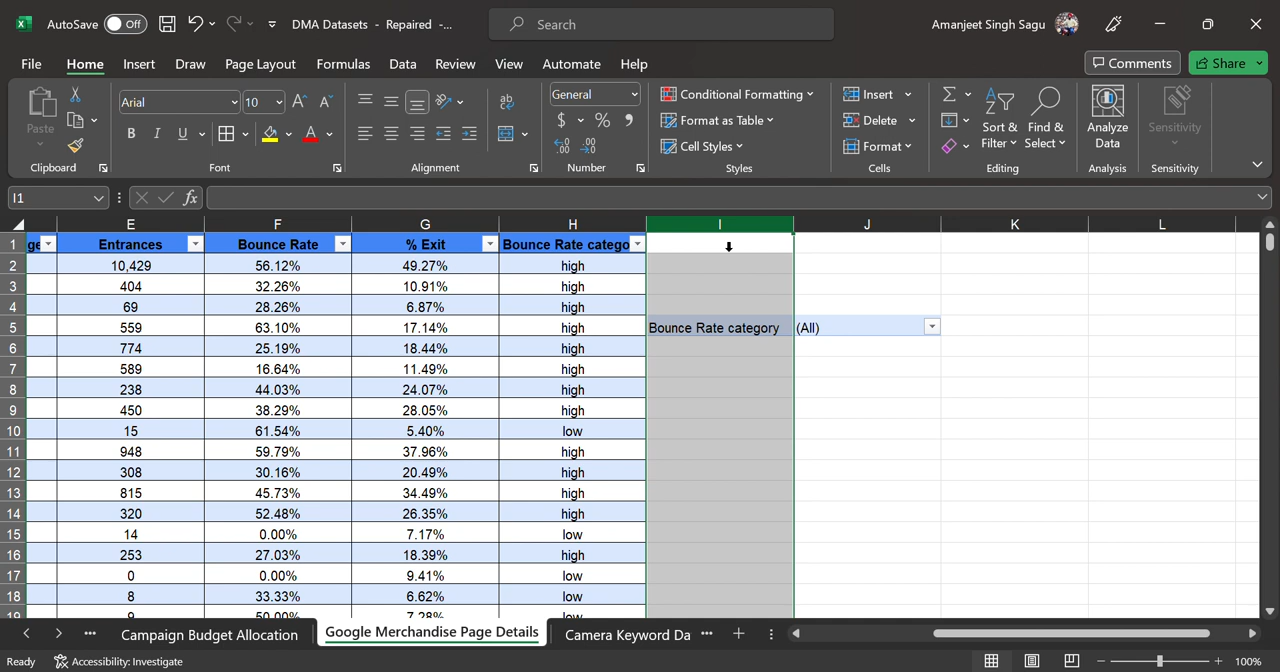 AutoSave Off DMA Datasets - Repaired -... Search Amanjeet Singh Sagu
File Home Insert Draw Page Layout Formulas Data Review View Automate Help Comments Share
Paste Arial 10 General Conditional Formatting Insert Sort & Find & Analyze Sensitivity
Format as Table Delete Filter Select Data
Cell Styles Format
Clipboard Font Alignment Number Styles Cells Editing Analysis Sensitivity
I1 fx
E F G H I J K L
1 ge Entrances Bounce Rate % Exit Bounce Rate catego
2 10,429 56.12% 49.27% high
3 404 32.26% 10.91% high
4 69 28.26% 6.87% high
5 559 63.10% 17.14% high Bounce Rate category (All)
6 774 25.19% 18.44% high
7 589 16.64% 11.49% high
8 238 44.03% 24.07% high
9 450 38.29% 28.05% high
10 15 61.54% 5.40% low
11 948 59.79% 37.96% high
12 308 30.16% 20.49% high
13 815 45.73% 34.49% high
14 320 52.48% 26.35% high
15 14 0.00% 7.17% low
16 253 27.03% 18.39% high
17 0 0.00% 9.41% low
18 8 33.33% 6.62% low
19 9 50.00% 7.28% low
Campaign Budget Allocation Google Merchandise Page Details Camera Keyword Da
Ready Accessibility: Investigate 100%